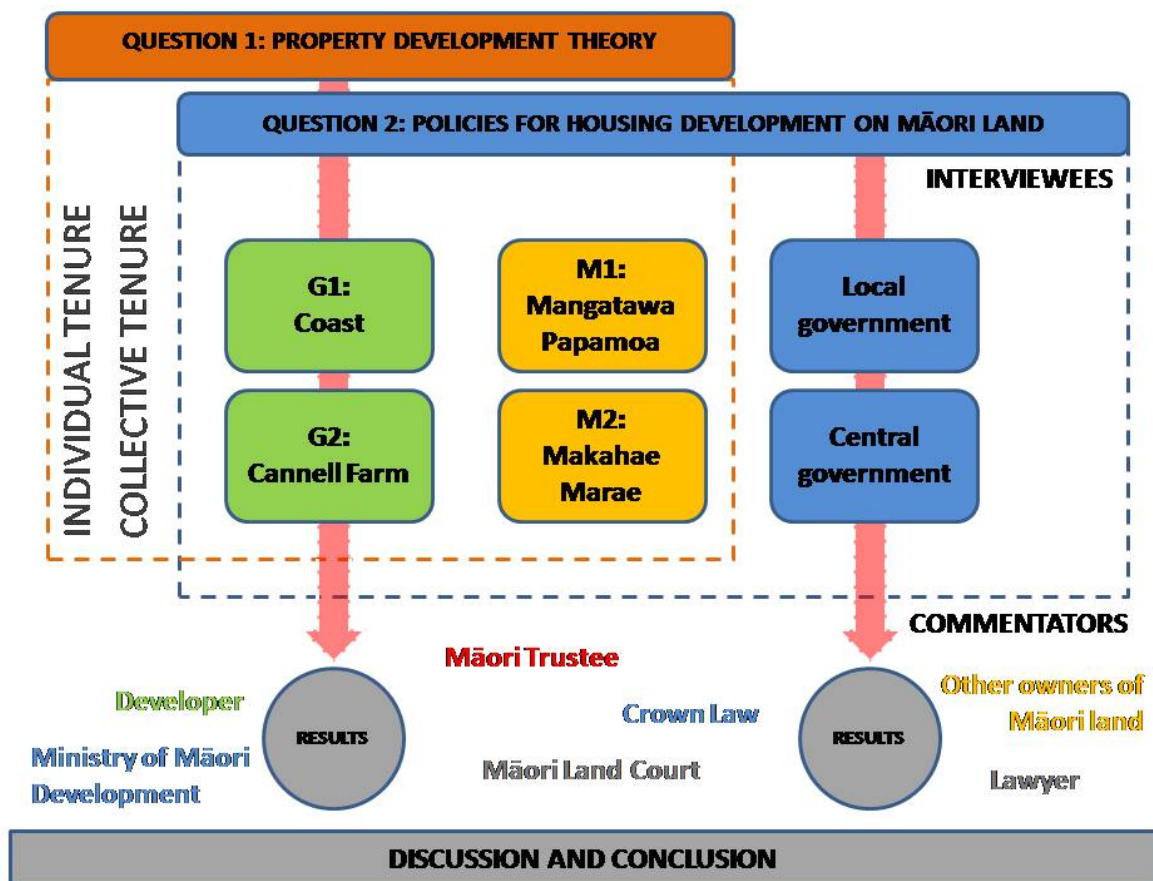 QUESTION 1: PROPERTY DEVELOPMENT THEORY
QUESTION 2: POLICIES FOR HOUSING DEVELOPMENT ON MĀORI LAND
INTERVIEWEES
INDIVIDUAL TENURE
COLLECTIVE TENURE
G1:
Coast
M1:
Mangatawa
Papamoa
Local
government
G2:
Cannell Farm
M2:
Makahae
Marae
Central
government
COMMENTATORS
Māori Trustee
Developer
Ministry of Māori
Development
RESULTS
Crown Law
Māori Land Court
RESULTS
Other owners of
Māori land
Lawyer
DISCUSSION AND CONCLUSION